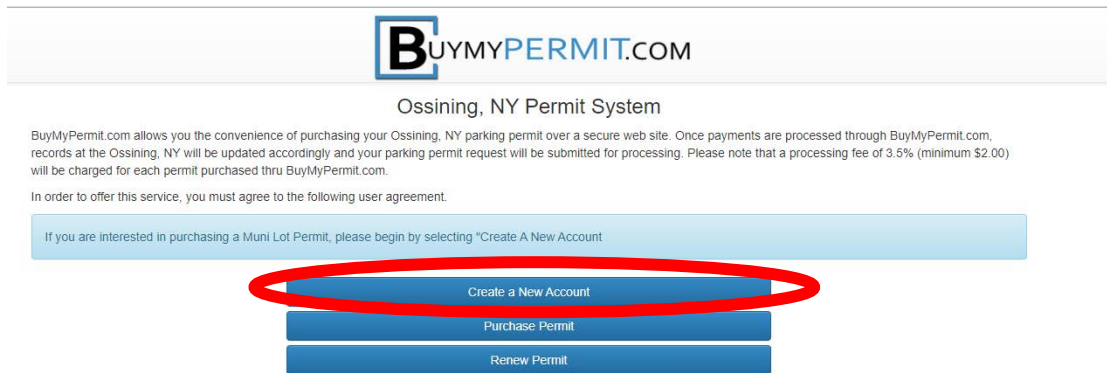 BUYMYPERMIT.COM
Ossining, NY Permit System
BuyMyPermit.com allows you the convenience of purchasing your Ossining, NY parking permit over a secure web site. Once payments are processed through BuyMyPermit.com,
records at the Ossining, NY will be updated accordingly and your parking permit request will be submitted for processing. Please note that a processing fee of 3.5% (minimum $2.00)
will be charged for each permit purchased thru BuyMyPermit.com.
In order to offer this service, you must agree to the following user agreement.
If you are interested in purchasing a Muni Lot Permit, please begin by selecting "Create A New Account
Create a New Account
Purchase Permit
Renew Permit